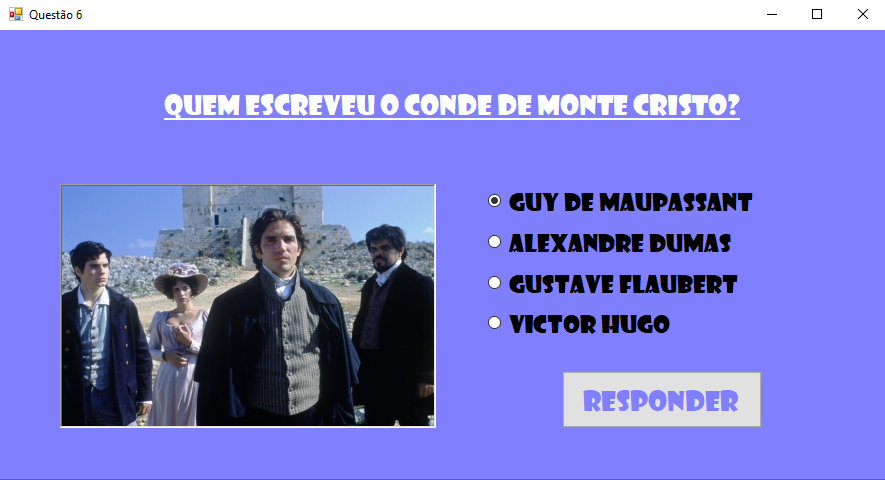 Questão 6
QUEM ESCREVEU O CONDE DE MONTE CRISTO?
GUY DE MAUPASSANT
ALEXANDRE DUMAS
GUSTAVE FLAUBERT
VICTOR HUGO
RESPONDER